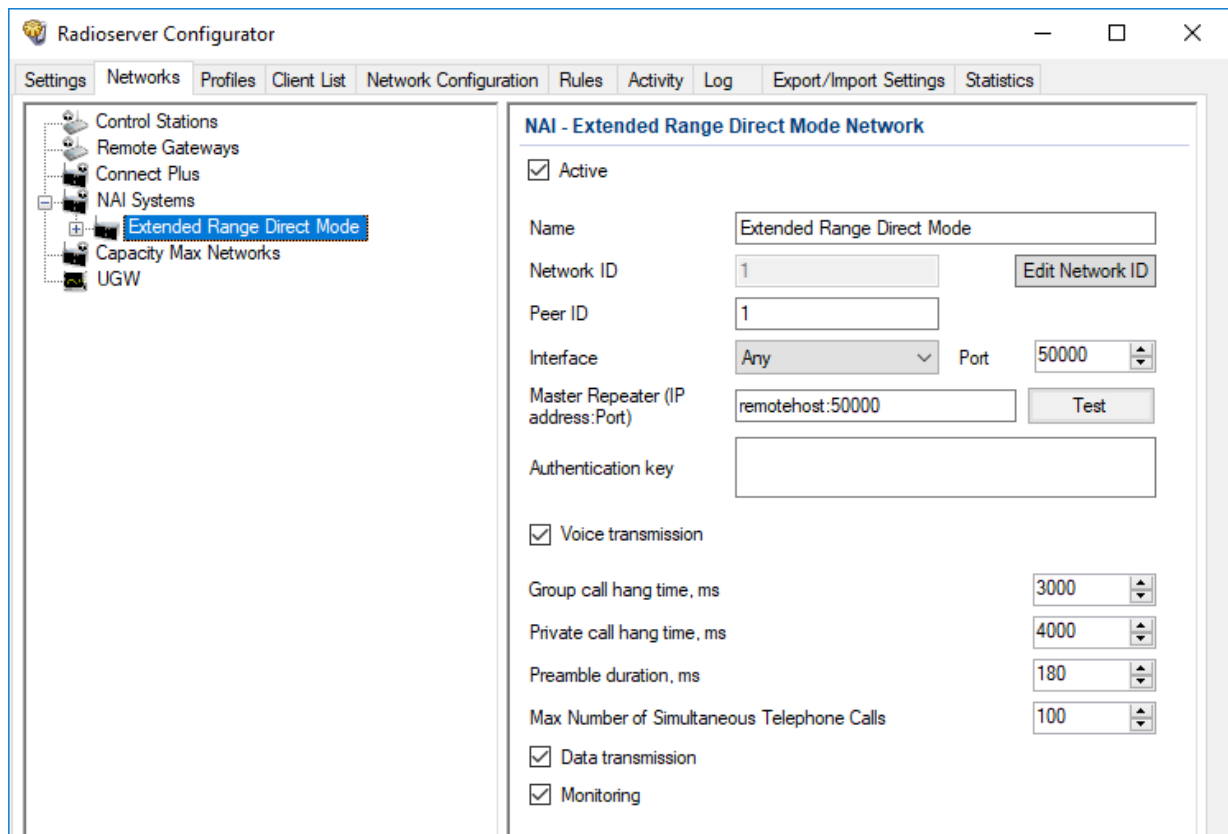 Radioserver Configurator
Settings Networks Profiles Client List Network Configuration Rules Activity Log Export/Import Settings Statistics
Control Stations
Remote Gateways
Connect Plus
NAI Systems
Extended Range Direct Mode
Capacity Max Networks
UGW
NAI - Extended Range Direct Mode Network
Active
Name Extended Range Direct Mode
Network ID 1 Edit Network ID
Peer ID 1
Interface Any Port 50000
Master Repeater (IP
address:Port) remotehost:50000 Test
Authentication key
Voice transmission
Group call hang time, ms 3000
Private call hang time, ms 4000
Preamble duration, ms 180
Max Number of Simultaneous Telephone Calls 100
Data transmission
Monitoring